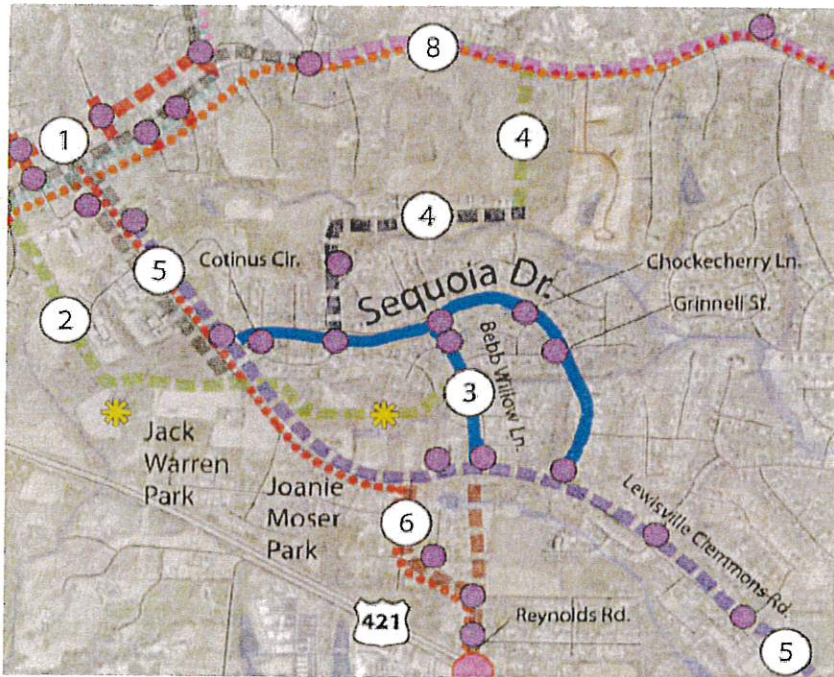 8
1
4
4
5
Cotinus Cir.
Sequoia Dr.
Chockecherry Ln.
Grinnell St.
2
Bebb Willow Ln.
3
Jack
Warren
Park
Joanie
Moser
Park
6
Lewisville Clemmons Rd.
421
Reynolds Rd.
5